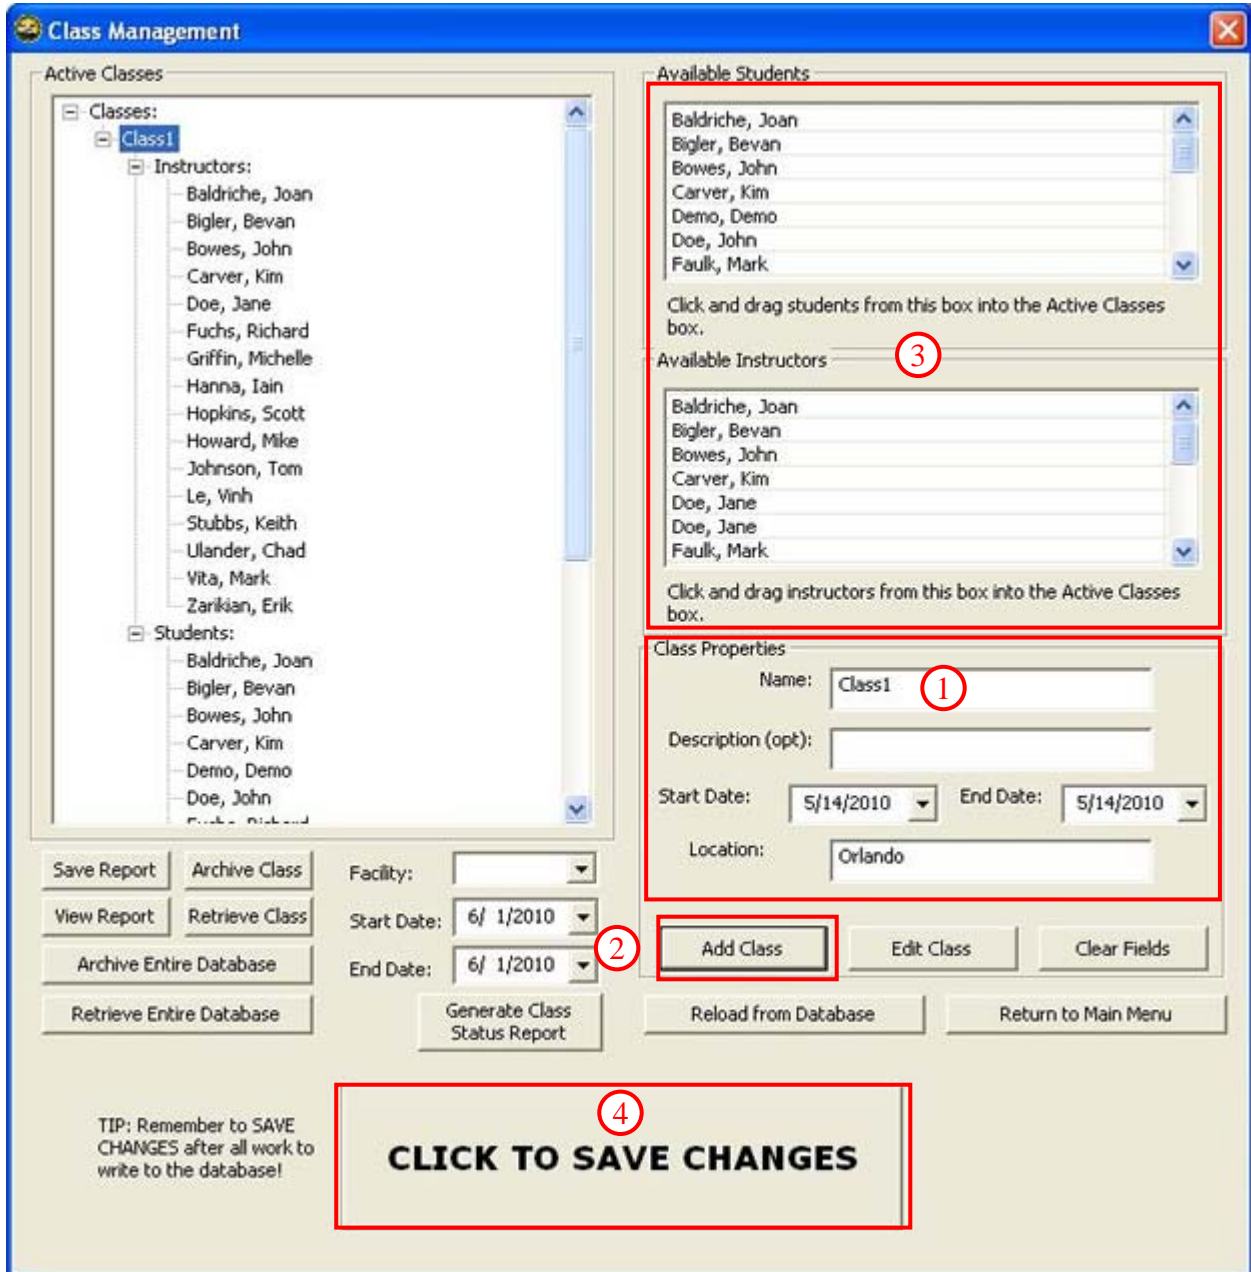 Class Management
Active Classes
Classes:
Class1
Instructors:
Baldriche, Joan
Bigler, Bevan
Bowes, John
Carver, Kim
Doe, Jane
Fuchs, Richard
Griffin, Michelle
Hanna, Iain
Hopkins, Scott
Howard, Mike
Johnson, Tom
Le, Vinh
Stubbs, Keith
Ulander, Chad
Vita, Mark
Zarikian, Erik
Students:
Baldriche, Joan
Bigler, Bevan
Bowes, John
Carver, Kim
Demo, Demo
Doe, John
Available Students
Baldriche, Joan
Bigler, Bevan
Bowes, John
Carver, Kim
Demo, Demo
Doe, John
Faulk, Mark
Click and drag students from this box into the Active Classes
box.
3
Available Instructors
Baldriche, Joan
Bigler, Bevan
Bowes, John
Carver, Kim
Doe, Jane
Doe, Jane
Faulk, Mark
Click and drag instructors from this box into the Active Classes
box.
Class Properties
Name: Class1 1
Description (opt):
Start Date: 5/14/2010 End Date: 5/14/2010
Location: Orlando
Save Report Archive Class Facility:
View Report Retrieve Class Start Date: 6/ 1/2010
Archive Entire Database End Date: 6/ 1/2010
Retrieve Entire Database Generate Class
Status Report
2 Add Class Edit Class Clear Fields
Reload from Database Return to Main Menu
TIP: Remember to SAVE
CHANGES after all work to
write to the database!
4
CLICK TO SAVE CHANGES